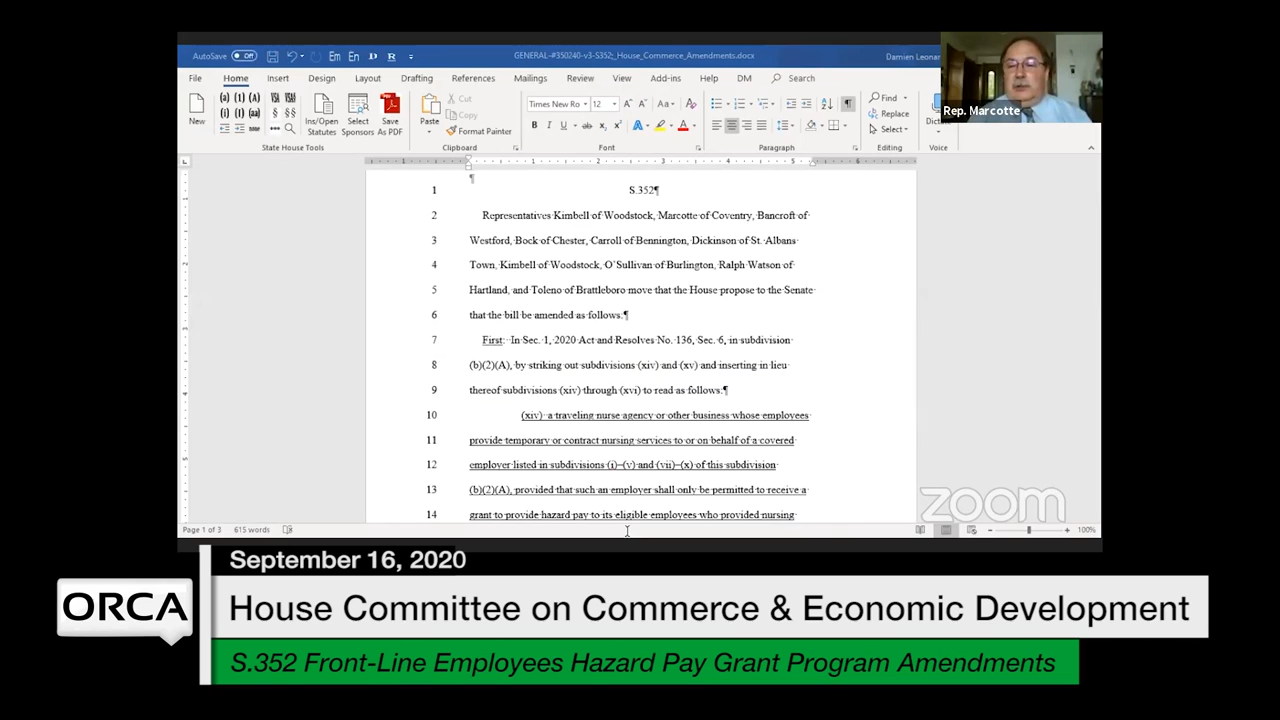 AutoSave Off Em En D R GENERAL-#350240-v3-S352;_House_Commerce_Amendments.docx Damien Leonar
File Home Insert Design Layout Drafting References Mailings Review View Add-ins Help DM Search
New Ins/Open Statutes Select Sponsors Save As PDF Paste Cut Copy Format Painter Times New Ro 12 Find Replace Select Dict
State House Tools Clipboard Font Paragraph Editing Voice
Rep. Marcotte
¶
1 S.352¶
2 Representatives Kimbell of Woodstock, Marcotte of Coventry, Bancroft of
3 Westford, Bock of Chester, Carroll of Bennington, Dickinson of St. Albans
4 Town, Kimbell of Woodstock, O'Sullivan of Burlington, Ralph Watson of
5 Hartland, and Toleno of Brattleboro move that the House propose to the Senate
6 that the bill be amended as follows:¶
7 First: In Sec. 1, 2020 Act and Resolves No. 136, Sec. 6, in subdivision
8 (b)(2)(A), by striking out subdivisions (xiv) and (xv) and inserting in lieu
9 thereof subdivisions (xiv) through (xvi) to read as follows:¶
10 (xiv) a traveling nurse agency or other business whose employees
11 provide temporary or contract nursing services to or on behalf of a covered
12 employer listed in subdivisions (i)–(v) and (vii)–(x) of this subdivision
13 (b)(2)(A), provided that such an employer shall only be permitted to receive a
14 grant to provide hazard pay to its eligible employees who provided nursing
zoom
Page 1 of 3 615 words 100%
September 16, 2020
ORCA
House Committee on Commerce & Economic Development
S.352 Front-Line Employees Hazard Pay Grant Program Amendments